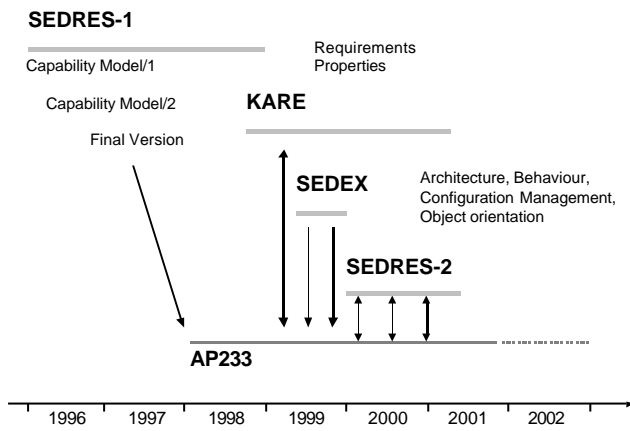 SEDRES-1
Requirements
Properties
Capability Model/1
Capability Model/2
KARE
Final Version
SEDEX
Architecture, Behaviour,
Configuration Management,
Object orientation
SEDRES-2
AP233
1996 1997 1998 1999 2000 2001 2002